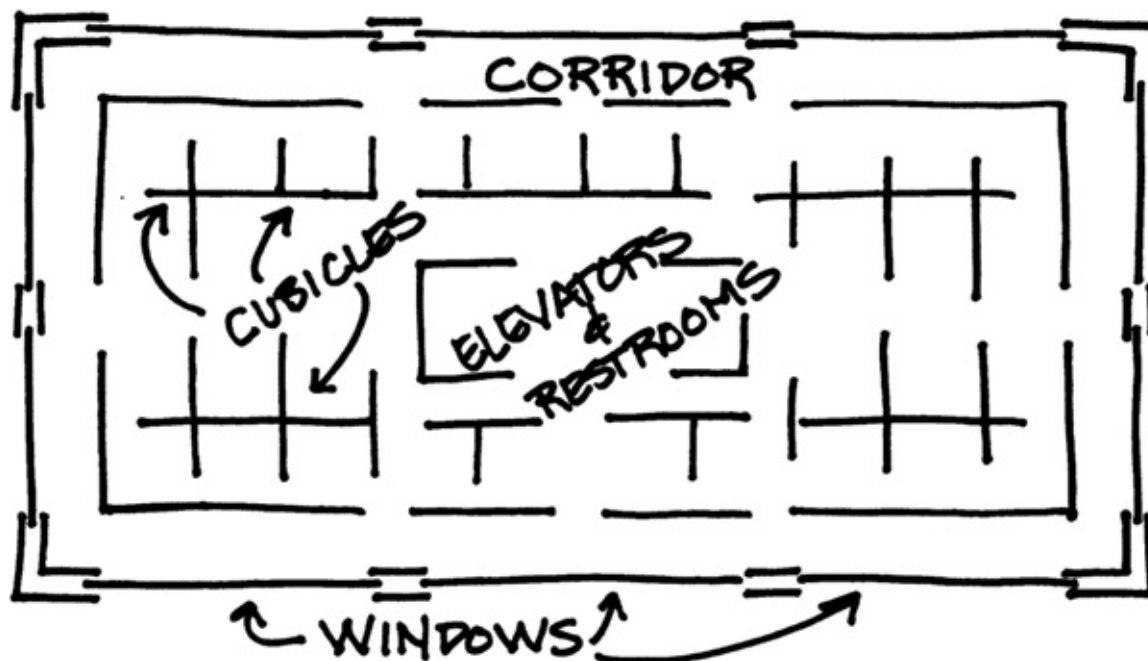 CORRIDOR
CUBICLES
ELEVATORS
&
RESTROOMS
WINDOWS